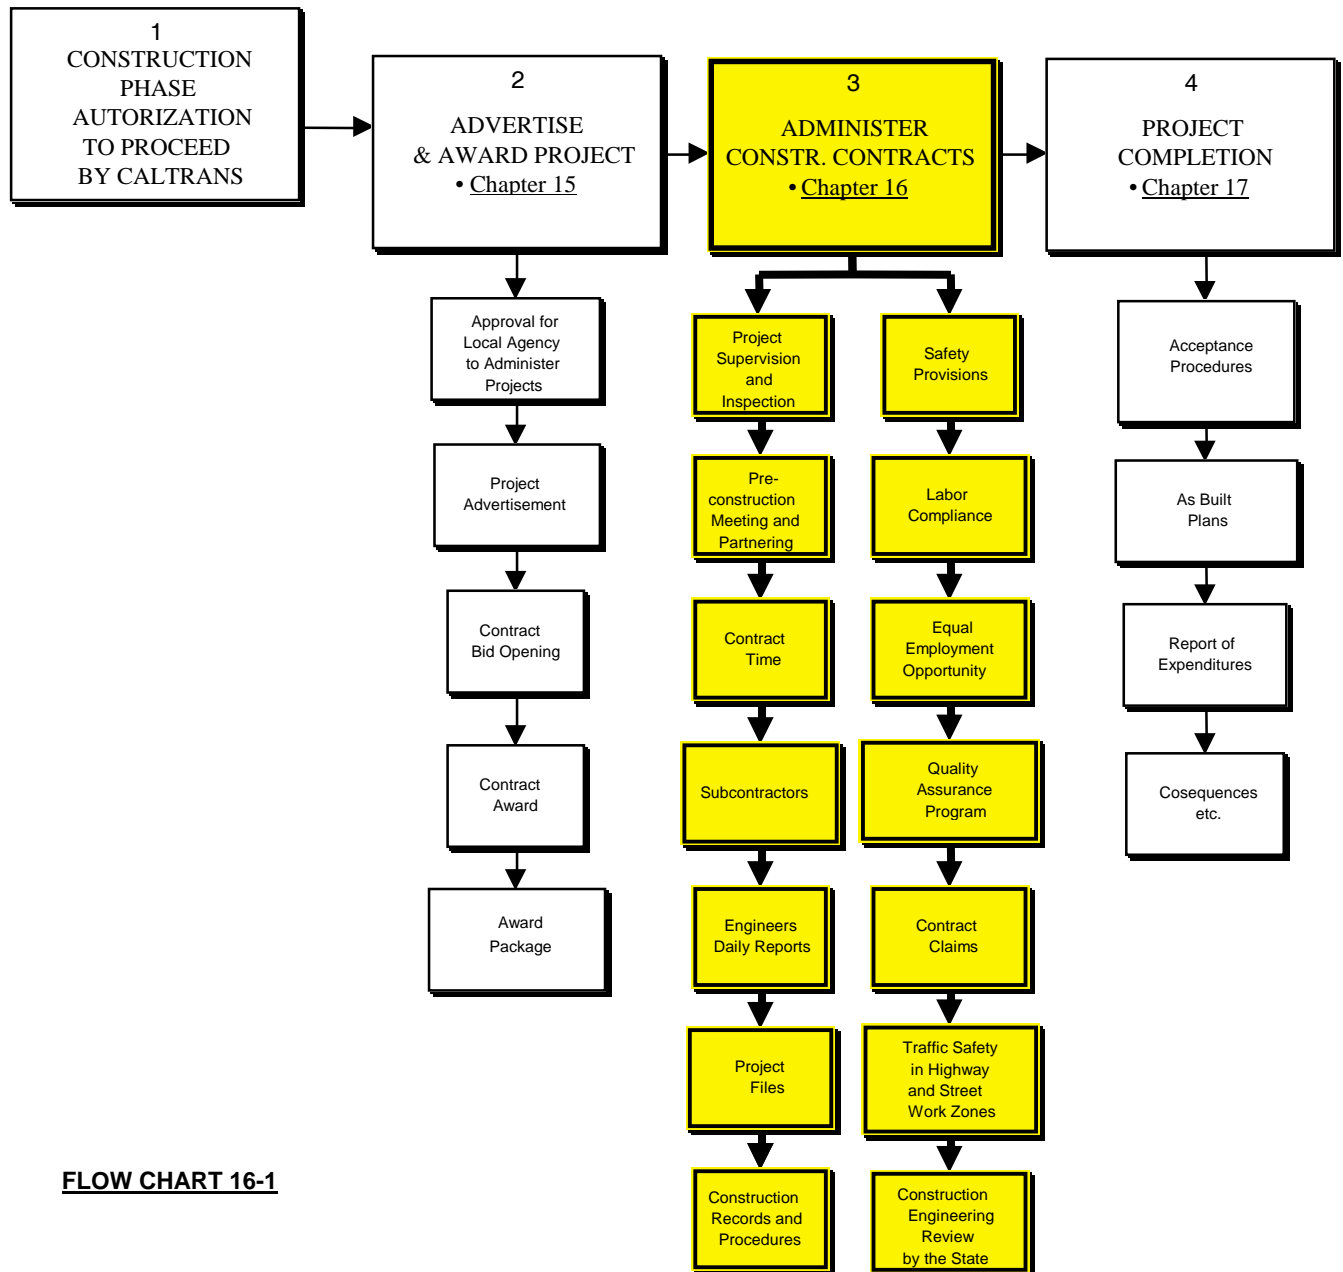 1
CONSTRUCTION
PHASE
AUTORIZATION
TO PROCEED
BY CALTRANS
2
ADVERTISE
& AWARD PROJECT
• Chapter 15
3
ADMINISTER
CONSTR. CONTRACTS
• Chapter 16
4
PROJECT
COMPLETION
• Chapter 17
Approval for
Local Agency
to Administer
Projects
Project
Advertisement
Contract
Bid Opening
Contract
Award
Award
Package
Project
Supervision
and
Inspection
Pre-
construction
Meeting and
Partnering
Contract
Time
Subcontractors
Engineers
Daily Reports
Project
Files
Construction
Records and
Procedures
Safety
Provisions
Labor
Compliance
Equal
Employment
Opportunity
Quality
Assurance
Program
Contract
Claims
Traffic Safety
in Highway
and Street
Work Zones
Construction
Engineering
Review
by the State
Acceptance
Procedures
As Built
Plans
Report of
Expenditures
Cosequences
etc.
FLOW CHART 16-1